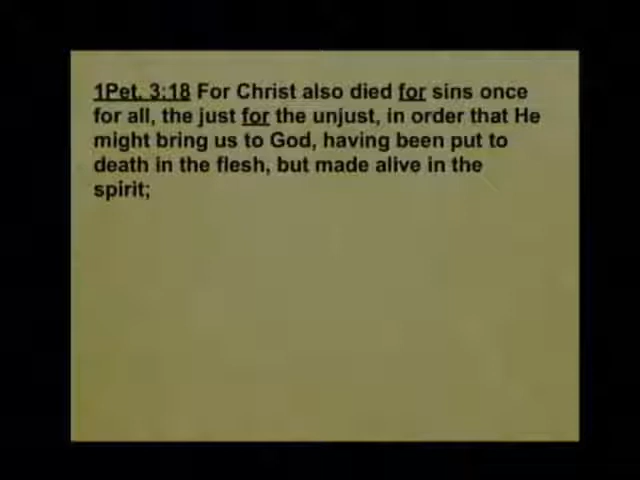 1Pet. 3:18 For Christ also died for sins once
for all, the just for the unjust, in order that He
might bring us to God, having been put to
death in the flesh, but made alive in the
spirit;